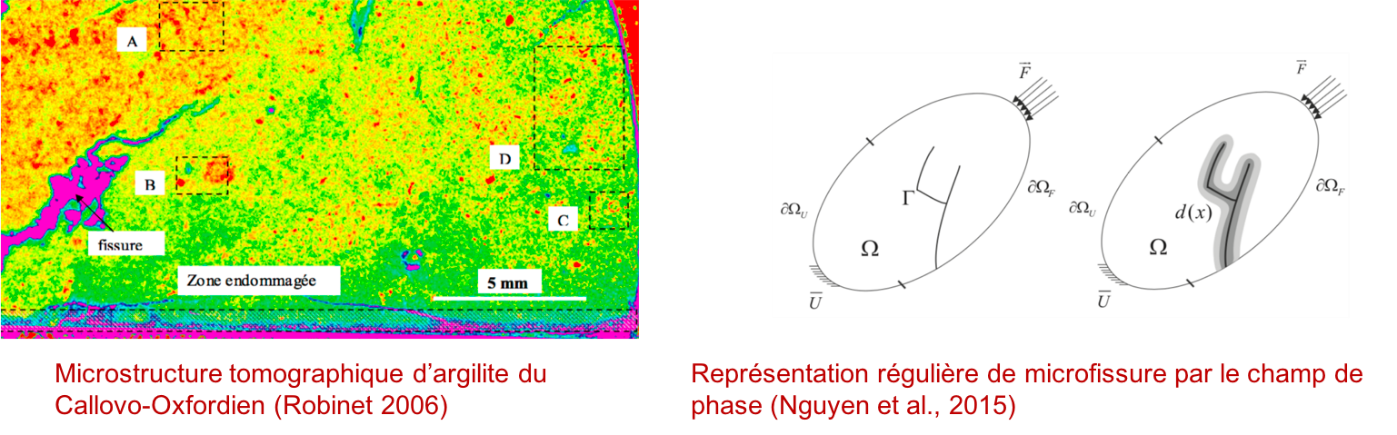 A
B
D
C
fissure
Zone endommagée
5 mm
Microstructure tomographique d’argilite du
Callovo-Oxfordien (Robinet 2006)
F
∂Ω_U
Γ
Ω
∂Ω_F
U
F
∂Ω_U
d(x)
Ω
∂Ω_F
U
Représentation régulière de microfissure par le champ de
phase (Nguyen et al., 2015)